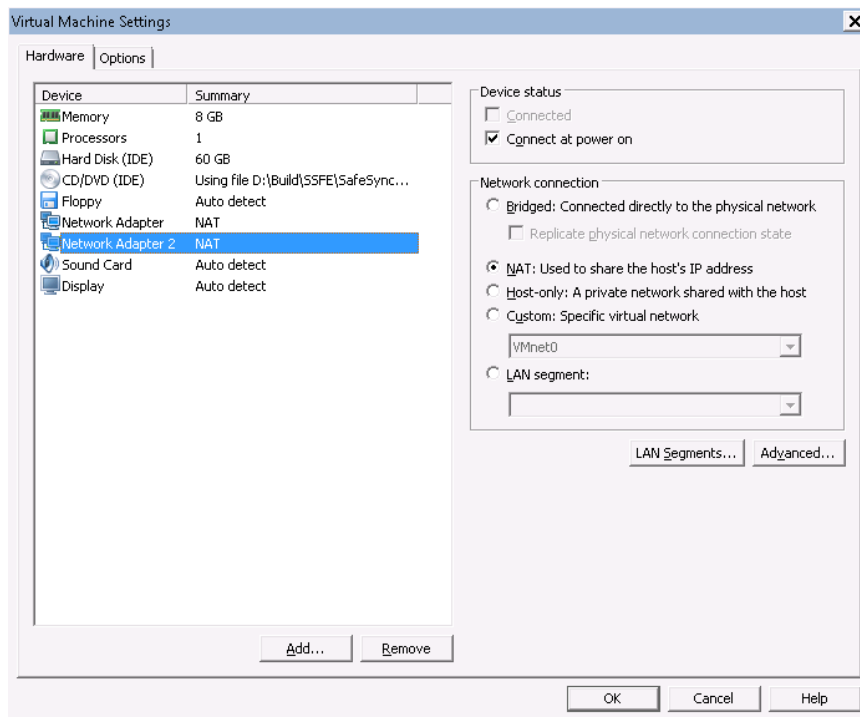 Virtual Machine Settings
Hardware
Options
Device Summary
Memory 8 GB
Processors 1
Hard Disk (IDE) 60 GB
CD/DVD (IDE) Using file D:\Build\SSFE\SafeSync...
Floppy Auto detect
Network Adapter NAT
Network Adapter 2 NAT
Sound Card Auto detect
Display Auto detect
Add... Remove
Device status
Connected
Connect at power on
Network connection
Bridged: Connected directly to the physical network
Replicate physical network connection state
NAT: Used to share the host's IP address
Host-only: A private network shared with the host
Custom: Specific virtual network
VMnet0
LAN segment:
LAN Segments... Advanced...
OK Cancel Help